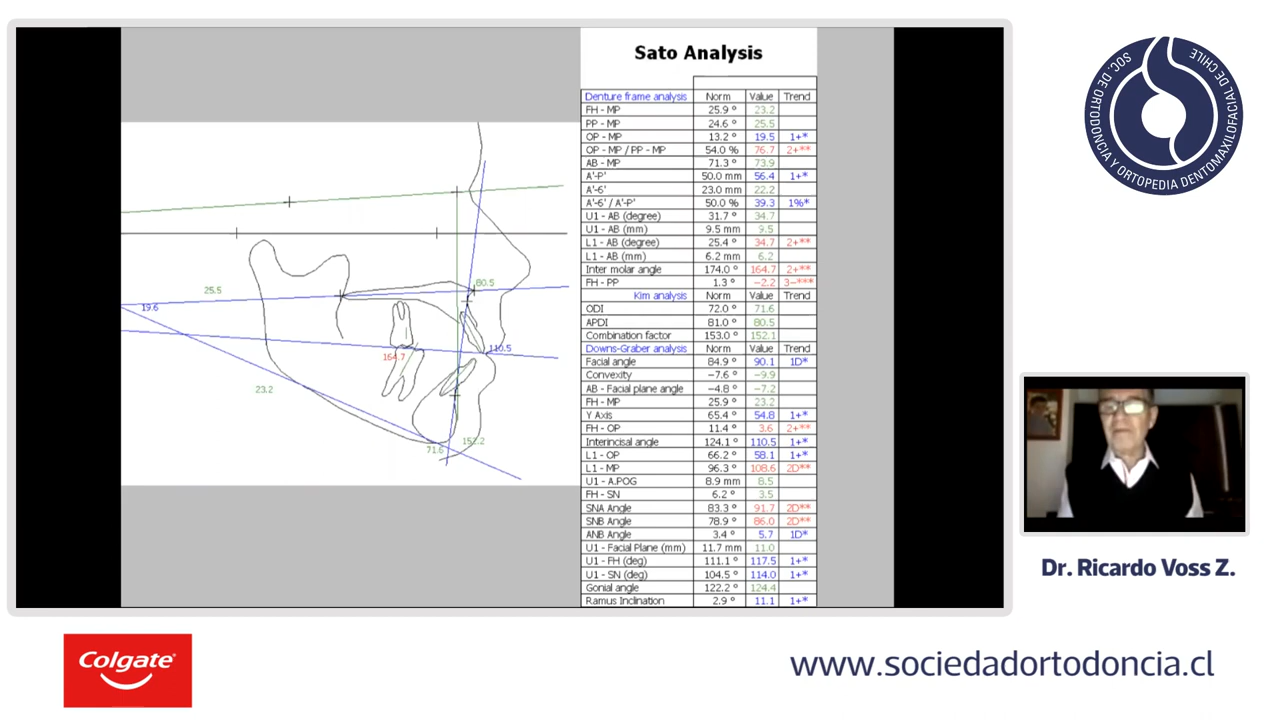 Sato Analysis
Denture frame analysis Norm Value Trend
FH - MP 25.9 º 23.2
PP - MP 24.6 º 25.5
OP - MP 13.2 º 19.5 1+*
OP - MP / PP - MP 54.0 % 76.7 2+**
AB - MP 71.3 º 73.9
A'-P' 50.0 mm 56.4 1+*
A'-6' 23.0 mm 22.2
A'-6' / A'-P' 50.0 % 39.3 1%*
U1 - AB (degree) 31.7 º 34.7
U1 - AB (mm) 9.5 mm 9.5
L1 - AB (degree) 25.4 º 34.7 2+**
L1 - AB (mm) 6.2 mm 6.2
Inter molar angle 174.0 º 164.7 2+**
FH - PP 1.3 º −2.2 3−***
Kim analysis Norm Value Trend
ODI 72.0 º 71.6
APDI 81.0 º 80.5
Combination factor 153.0 º 152.1
Downs-Graber analysis Norm Value Trend
Facial angle 84.9 º 90.1 1D*
Convexity −7.6 º −9.9
AB - Facial plane angle −4.8 º −7.2
FH - MP 25.9 º 23.2
Y Axis 65.4 º 54.8 1+*
FH - OP 11.4 º 3.6 2+**
Interincisal angle 124.1 º 110.5 1+*
L1 - OP 66.2 º 58.1 1+*
L1 - MP 96.3 º 108.6 2D**
U1 - A.POG 8.9 mm 8.5
FH - SN 6.2 º 3.5
SNA Angle 83.3 º 91.7 2D**
SNB Angle 78.9 º 86.0 2D**
ANB Angle 3.4 º 5.7 1D*
U1 - Facial Plane (mm) 11.7 mm 11.0
U1 - FH (deg) 111.1 º 117.5 1+*
U1 - SN (deg) 104.5 º 114.0 1+*
Gonial angle 122.2 º 124.4
Ramus Inclination 2.9 º 11.1 1+*
80.5
25.5
19.6
110.5
164.7
23.2
152.2
71.6
SOC. DE ORTODONCIA Y ORTOPEDIA DENTOMAXILOFACIAL DE CHILE
Dr. Ricardo Voss Z.
Colgate®
www.sociedadortodoncia.cl